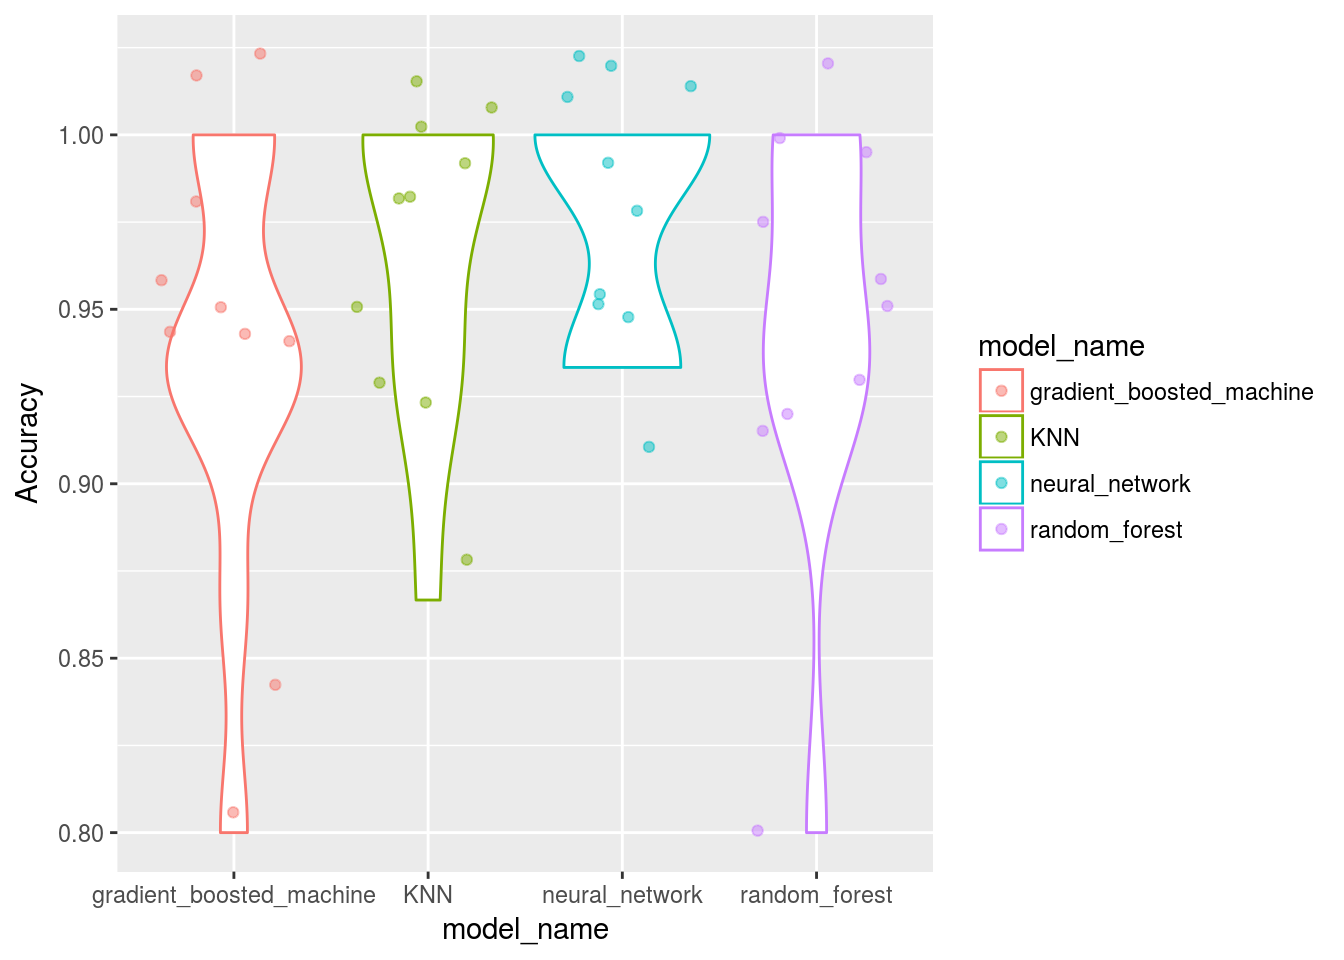 1.00
0.95
0.90
0.85
0.80
Accuracy
gradient_boosted_machine KNN neural_network random_forest
model_name
model_name
gradient_boosted_machine
KNN
neural_network
random_forest